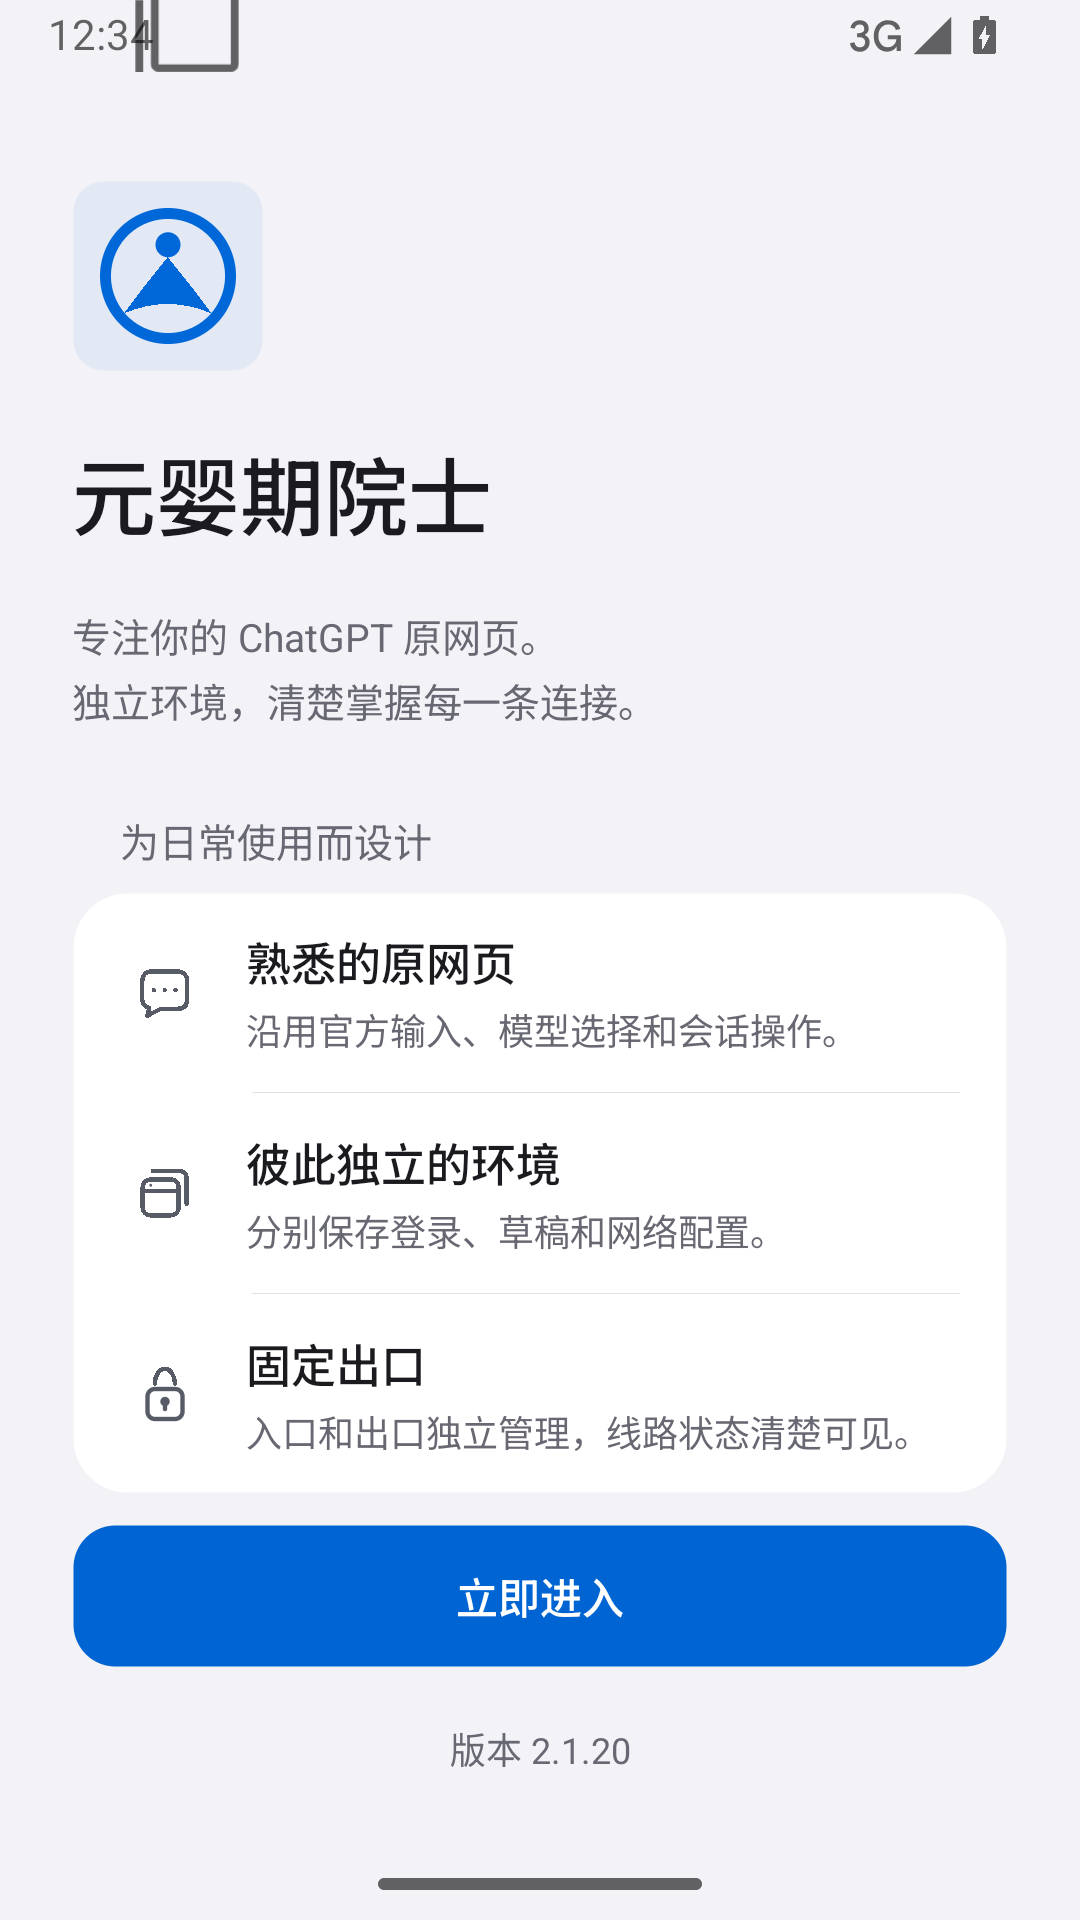 12:34
3G
元婴期院士
专注你的 ChatGPT 原网页。
独立环境，清楚掌握每一条连接。
为日常使用而设计
熟悉的原网页
沿用官方输入、模型选择和会话操作。
彼此独立的环境
分别保存登录、草稿和网络配置。
固定出口
入口和出口独立管理，线路状态清楚可见。
立即进入
版本 2.1.20